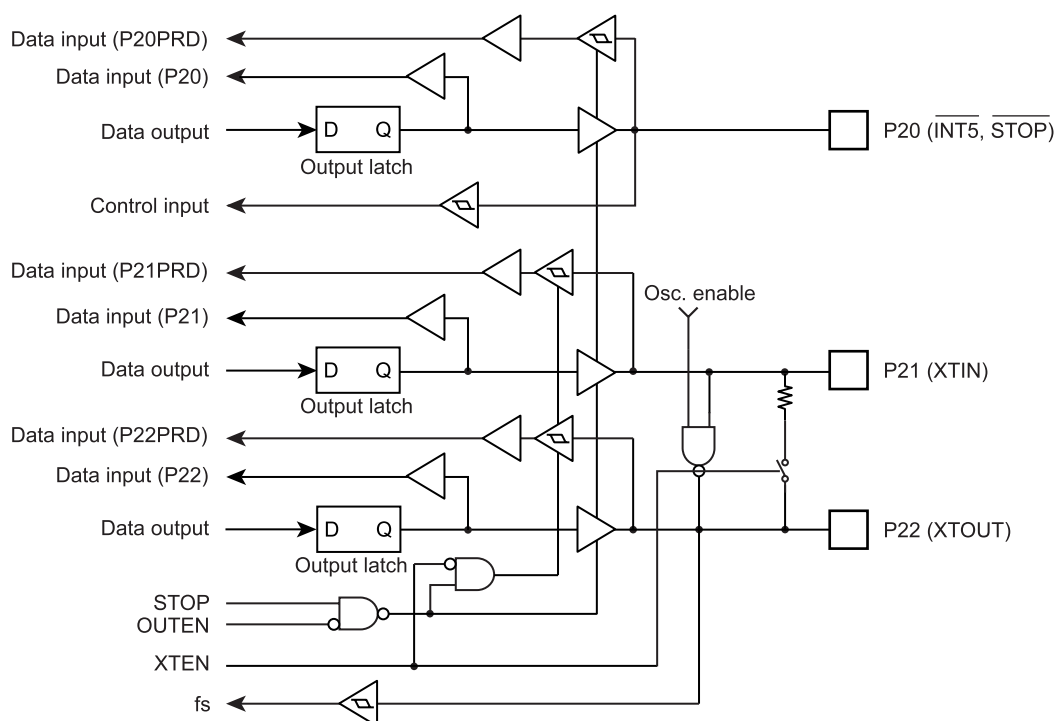 Data input (P20PRD)
Data input (P20)
Data output
D Q
Output latch
P20 (INT5, STOP)
Control input
Data input (P21PRD)
Osc. enable
Data input (P21)
Data output
D Q
Output latch
P21 (XTIN)
Data input (P22PRD)
Data input (P22)
Data output
D Q
Output latch
P22 (XTOUT)
STOP
OUTEN
XTEN
fs